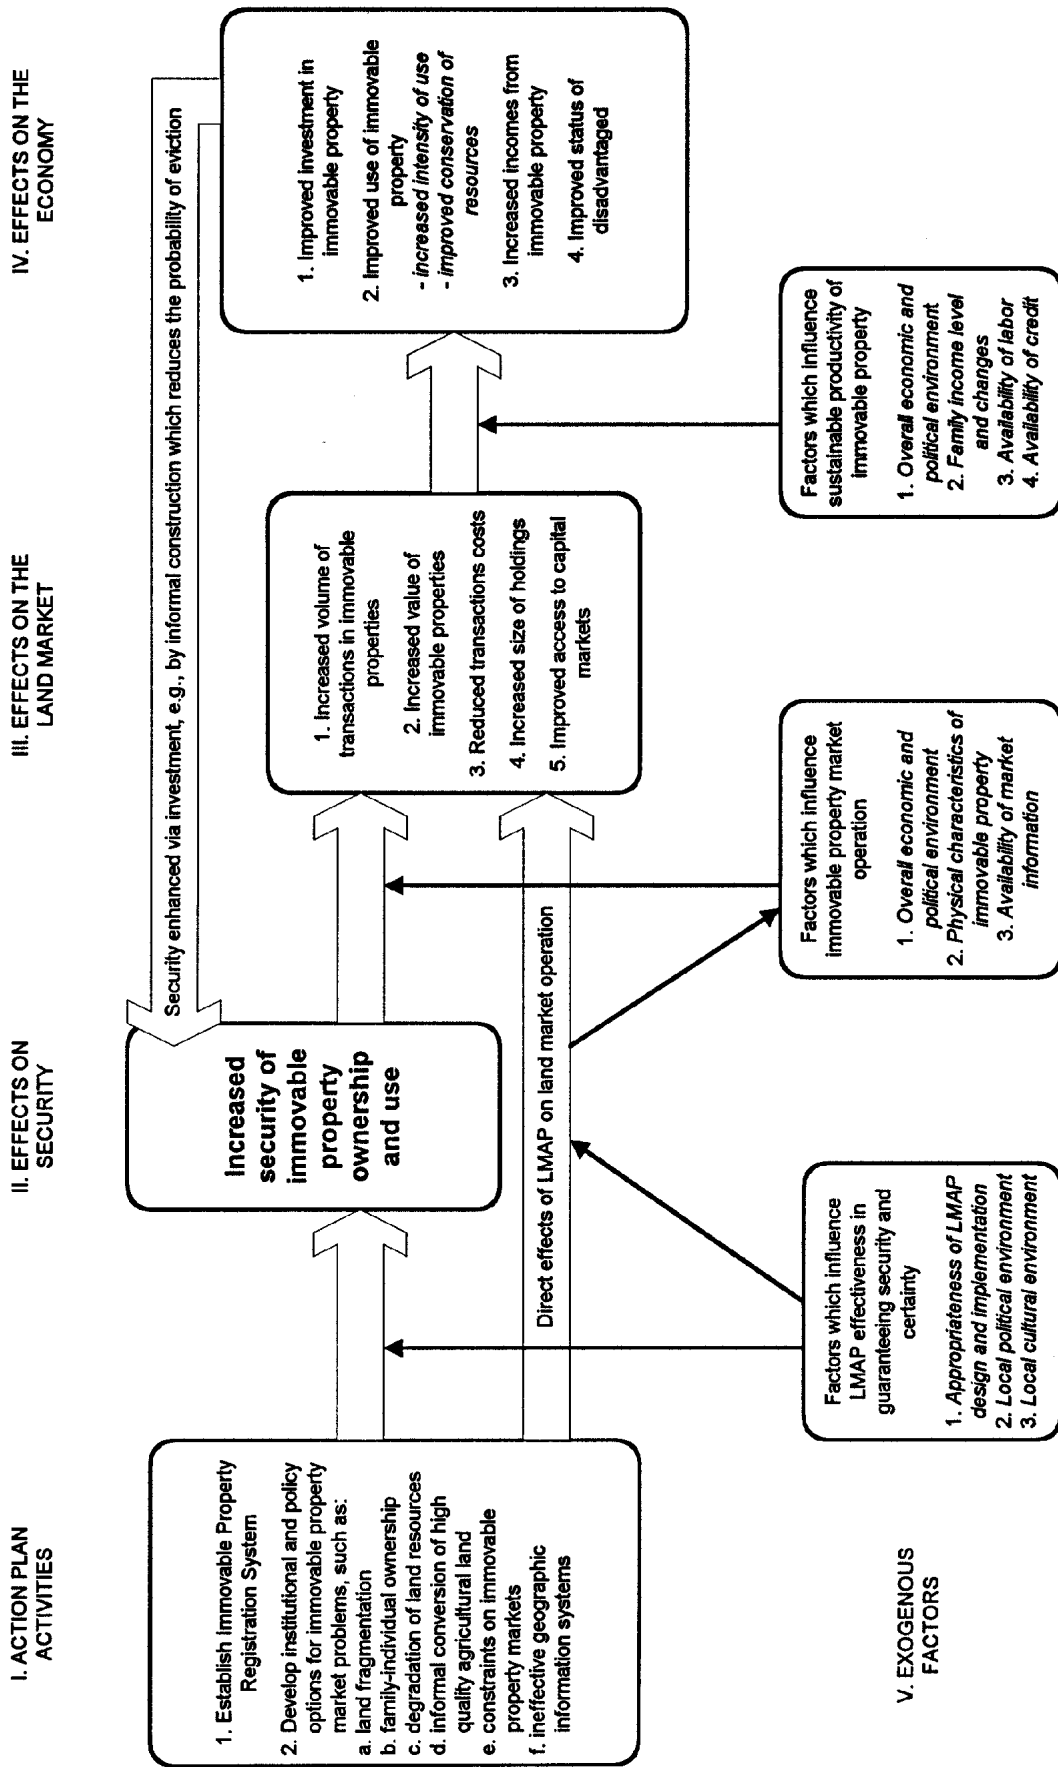 I. ACTION PLAN
ACTIVITIES
II. EFFECTS ON
SECURITY
III. EFFECTS ON THE
LAND MARKET
IV. EFFECTS ON THE
ECONOMY
Security enhanced via investment, e.g., by informal construction which reduces the probability of eviction
1. Establish Immovable Property
Registration System
2. Develop institutional and policy
options for immovable property
market problems, such as:
a. land fragmentation
b. family-individual ownership
c. degradation of land resources
d. informal conversion of high
quality agricultural land
e. constraints on immovable
property markets
f. ineffective geographic
information systems
Increased
security of
immovable
property
ownership
and use
1. Increased volume of
transactions in immovable
properties
2. Increased value of
immovable properties
3. Reduced transactions costs
4. Increased size of holdings
5. Improved access to capital
markets
1. Improved investment in
immovable property
2. Improved use of immovable
property
- increased intensity of use
- improved conservation of
resources
3. Increased incomes from
immovable property
4. Improved status of
disadvantaged
Direct effects of LMAP on land market operation
V. EXOGENOUS
FACTORS
Factors which influence
LMAP effectiveness in
guaranteeing security and
certainty
1. Appropriateness of LMAP
design and implementation
2. Local political environment
3. Local cultural environment
Factors which influence
immovable property market
operation
1. Overall economic and
political environment
2. Physical characteristics of
immovable property
3. Availability of market
information
Factors which influence
sustainable productivity of
immovable property
1. Overall economic and
political environment
2. Family income level
and changes
3. Availability of labor
4. Availability of credit